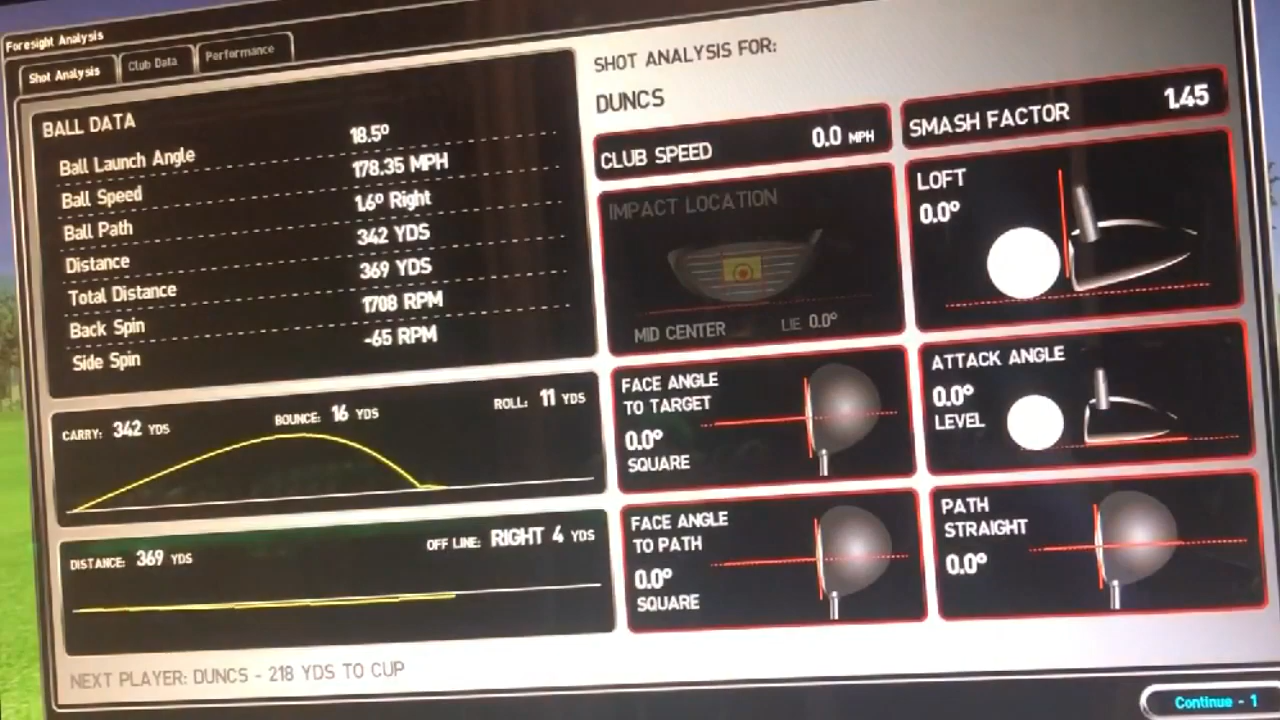 Foresight Analysis
Shot Analysis
Club Data
Performance
BALL DATA
Ball Launch Angle 18.5º
Ball Speed 178.35 MPH
Ball Path 1.6º Right
Distance 342 YDS
Total Distance 369 YDS
Back Spin 1708 RPM
Side Spin -65 RPM
CARRY: 342 YDS
BOUNCE: 16 YDS
ROLL: 11 YDS
DISTANCE: 369 YDS
OFF LINE: RIGHT 4 YDS
NEXT PLAYER: DUNCS - 218 YDS TO CUP
SHOT ANALYSIS FOR:
DUNCS
CLUB SPEED 0.0 MPH
SMASH FACTOR 1.45
IMPACT LOCATION
MID CENTER
LIE 0.0º
LOFT
0.0º
FACE ANGLE
TO TARGET
0.0º
SQUARE
ATTACK ANGLE
0.0º
LEVEL
FACE ANGLE
TO PATH
0.0º
SQUARE
PATH
STRAIGHT
0.0º
Continue - 1